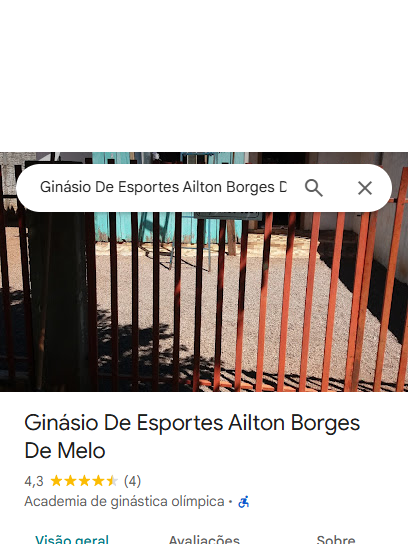 Ginásio De Esportes Ailton Borges D
Ginásio De Esportes Ailton Borges
De Melo
4,3 (4)
Academia de ginástica olímpica ·
Visão geral Avaliações Sobre